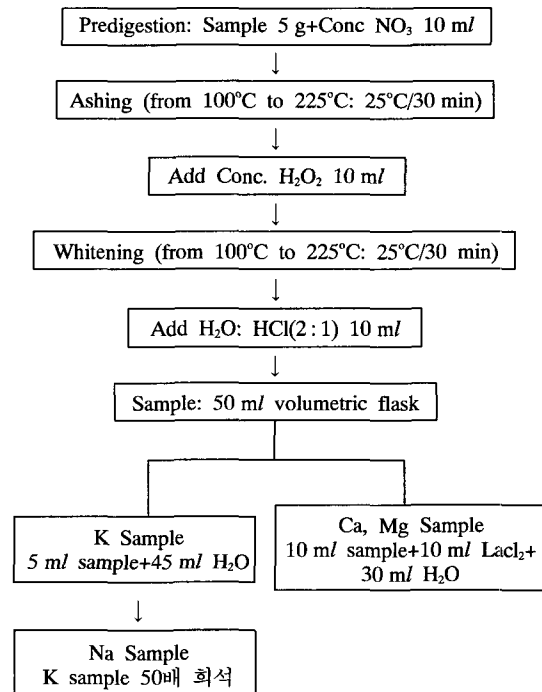 Predigestion: Sample 5 g+Conc NO₃ 10 ml
↓
Ashing (from 100°C to 225°C: 25°C/30 min)
↓
Add Conc. H₂O₂ 10 ml
↓
Whitening (from 100°C to 225°C: 25°C/30 min)
↓
Add H₂O: HCl(2 : 1) 10 ml
↓
Sample: 50 ml volumetric flask
K Sample
5 ml sample+45 ml H₂O
Ca, Mg Sample
10 ml sample+10 ml Lacl₂+
30 ml H₂O
↓
Na Sample
K sample 50배 희석